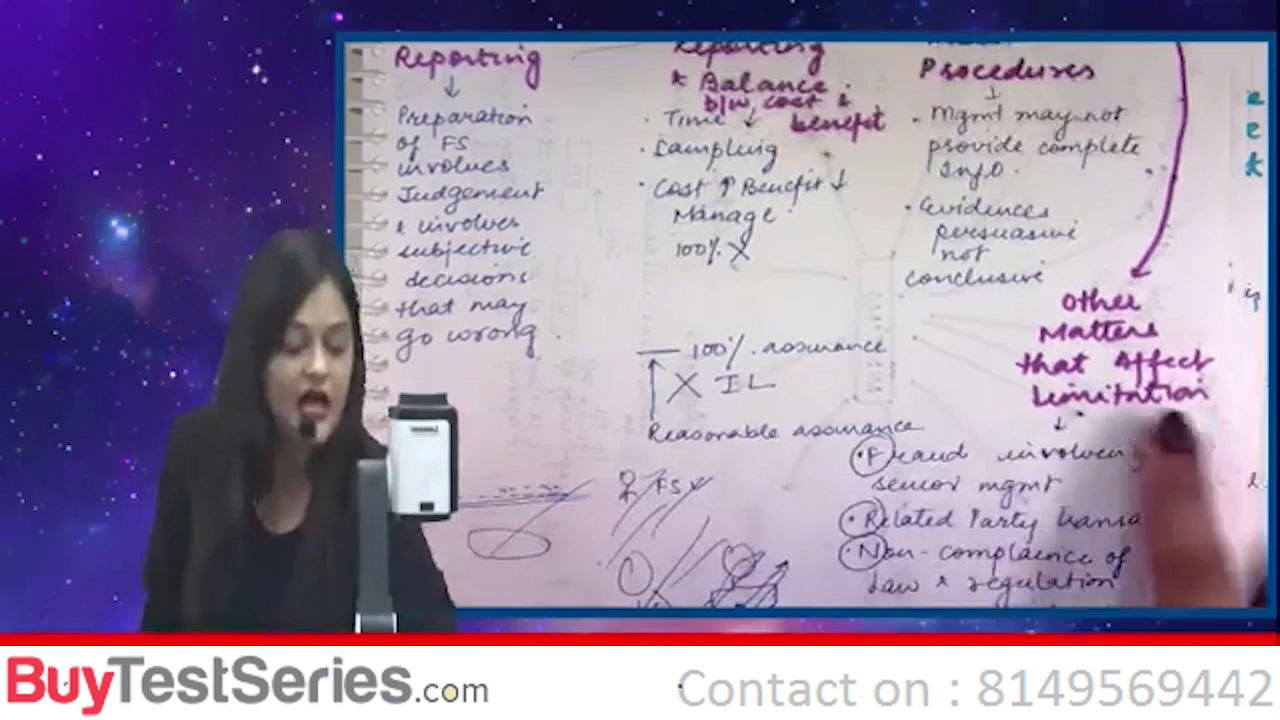 Reporting
Preparation
of FS
involves
Judgement
& involves
subjective
decisions
that may
go wrong
Reporting
& Balance
b/w cost &
benefit
· Time ↓
· Sampling
· Cost ↑ Benefit ↓
Manage
100% X
100% assurance
X IL
Reasonable assurance
FS
Procedures
· Mgmt may not
provide complete
Info.
· evidences
persuasive
not
conclusive
Other
Matters
that Affect
Limitation
· Fraud involving
senior mgmt
· Related Party transa
· Non-complaince of
Law & regulation
BuyTestSeries.com
Contact on : 8149569442